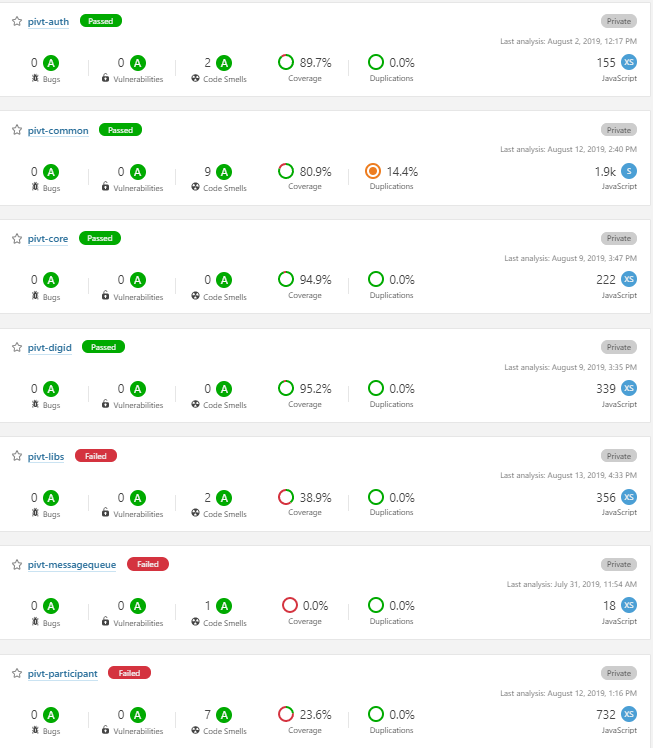 pivt-auth Passed Private
Last analysis: August 2, 2019, 12:17 PM
0 A 0 A 2 A 89.7% 0.0% 155 XS
Bugs Vulnerabilities Code Smells Coverage Duplications JavaScript
pivt-common Passed Private
Last analysis: August 12, 2019, 2:40 PM
0 A 0 A 9 A 80.9% 14.4% 1.9k S
Bugs Vulnerabilities Code Smells Coverage Duplications JavaScript
pivt-core Passed Private
Last analysis: August 9, 2019, 3:47 PM
0 A 0 A 0 A 94.9% 0.0% 222 XS
Bugs Vulnerabilities Code Smells Coverage Duplications JavaScript
pivt-digid Passed Private
Last analysis: August 9, 2019, 3:35 PM
0 A 0 A 0 A 95.2% 0.0% 339 XS
Bugs Vulnerabilities Code Smells Coverage Duplications JavaScript
pivt-libs Failed Private
Last analysis: August 13, 2019, 4:33 PM
0 A 0 A 2 A 38.9% 0.0% 356 XS
Bugs Vulnerabilities Code Smells Coverage Duplications JavaScript
pivt-messagequeue Failed Private
Last analysis: July 31, 2019, 11:54 AM
0 A 0 A 1 A 0.0% 0.0% 18 XS
Bugs Vulnerabilities Code Smells Coverage Duplications JavaScript
pivt-participant Failed Private
Last analysis: August 12, 2019, 1:16 PM
0 A 0 A 7 A 23.6% 0.0% 732 XS
Bugs Vulnerabilities Code Smells Coverage Duplications JavaScript